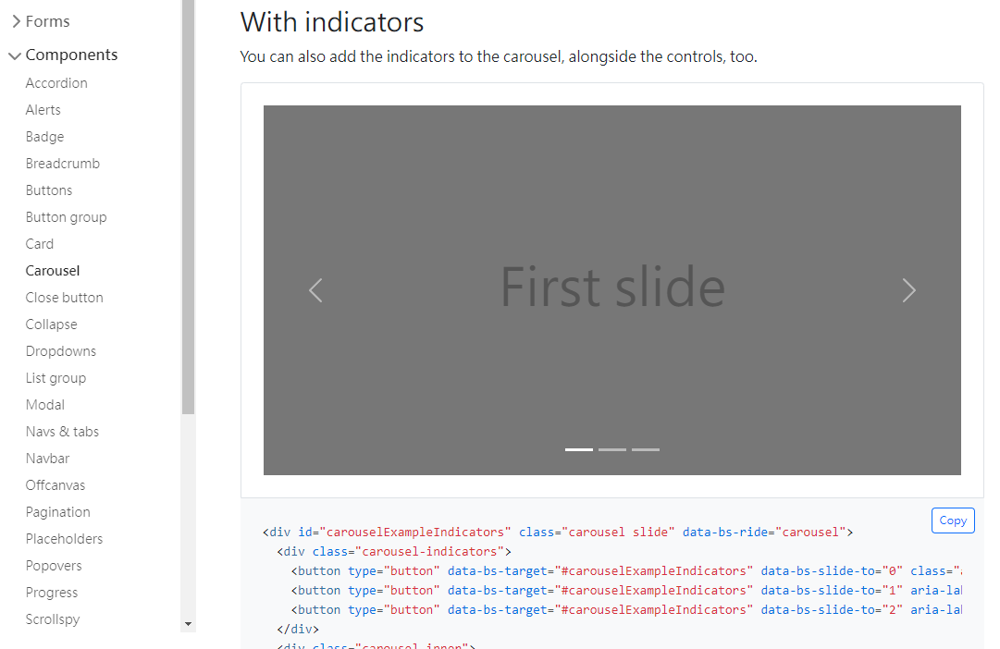 Forms
Components
Accordion
Alerts
Badge
Breadcrumb
Buttons
Button group
Card
Carousel
Close button
Collapse
Dropdowns
List group
Modal
Navs & tabs
Navbar
Offcanvas
Pagination
Placeholders
Popovers
Progress
Scrollspy
With indicators
You can also add the indicators to the carousel, alongside the controls, too.
First slide
Copy
<div id="carouselExampleIndicators" class="carousel slide" data-bs-ride="carousel">
<div class="carousel-indicators">
<button type="button" data-bs-target="#carouselExampleIndicators" data-bs-slide-to="0" class="
<button type="button" data-bs-target="#carouselExampleIndicators" data-bs-slide-to="1" aria-la
<button type="button" data-bs-target="#carouselExampleIndicators" data-bs-slide-to="2" aria-la
</div>
<div class="carousel-inner">